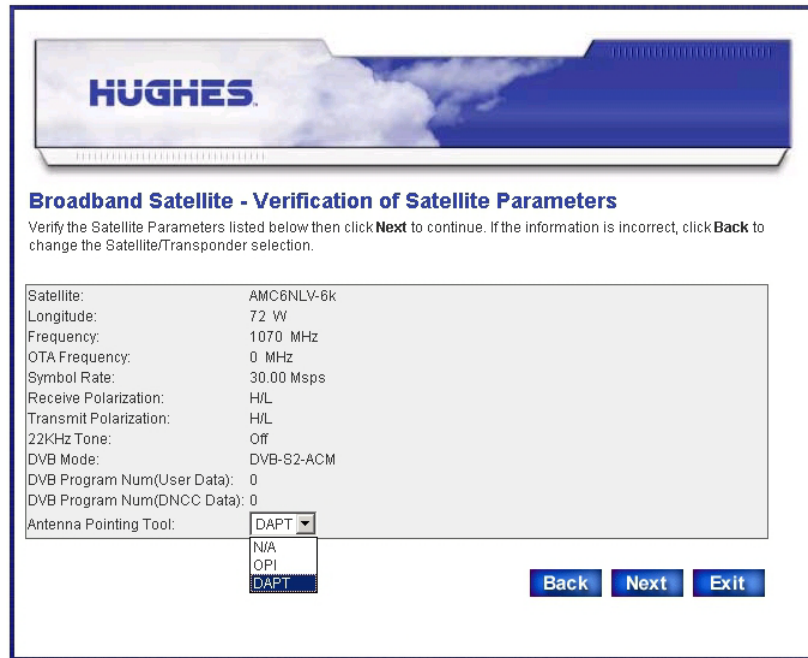 HUGHES
Broadband Satellite - Verification of Satellite Parameters
Verify the Satellite Parameters listed below then click Next to continue. If the information is incorrect, click Back to
change the Satellite/Transponder selection.
Satellite: AMC6NLV-6k
Longitude: 72 W
Frequency: 1070 MHz
OTA Frequency: 0 MHz
Symbol Rate: 30.00 Msps
Receive Polarization: H/L
Transmit Polarization: H/L
22KHz Tone: Off
DVB Mode: DVB-S2-ACM
DVB Program Num(User Data): 0
DVB Program Num(DNCC Data): 0
Antenna Pointing Tool: DAPT
N/A
OPI
DAPT
Back Next Exit